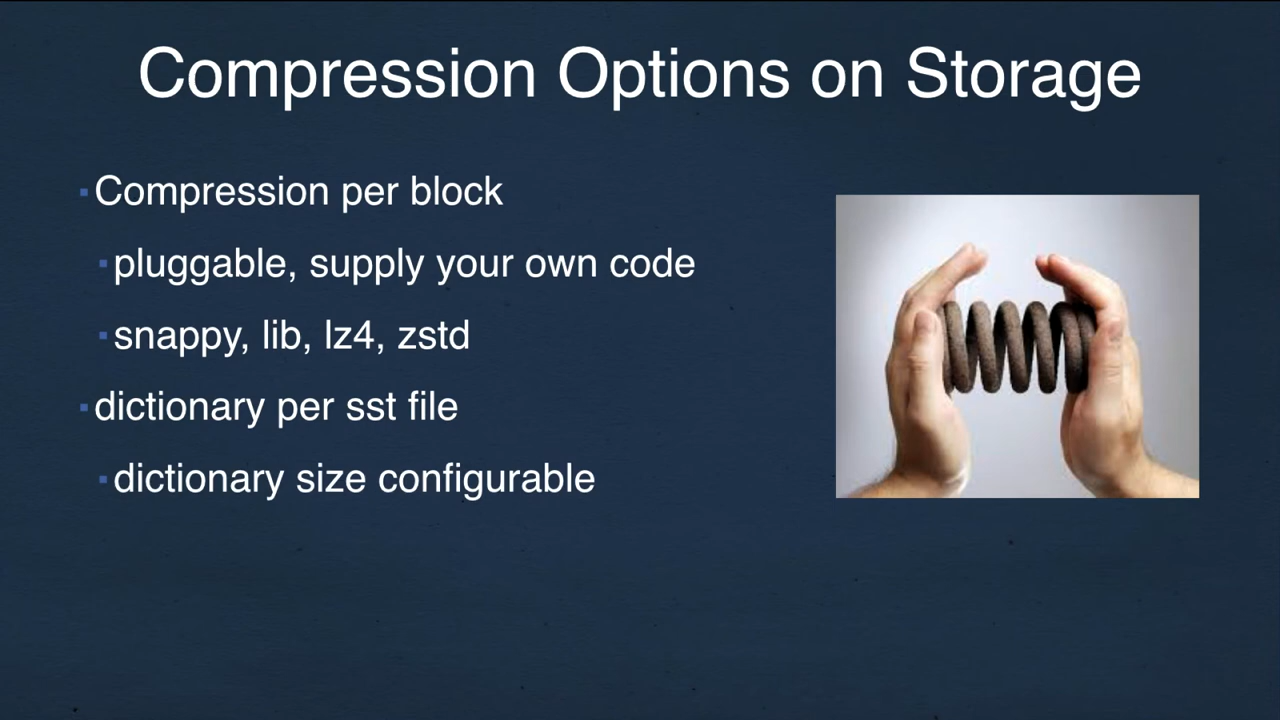 Compression Options on Storage
Compression per block
pluggable, supply your own code
snappy, lib, lz4, zstd
dictionary per sst file
dictionary size configurable